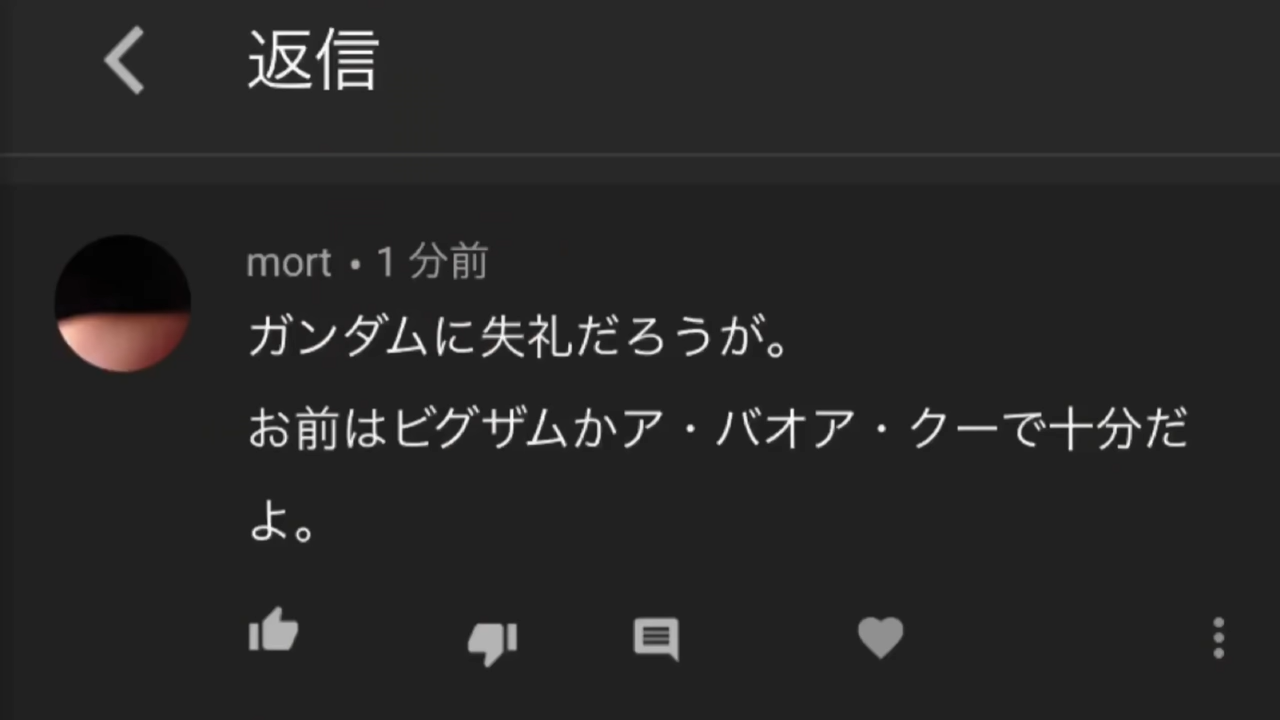 返信
mort • 1 分前
ガンダムに失礼だろうが。
お前はビグザムかア・バオア・クーで十分だ
よ。